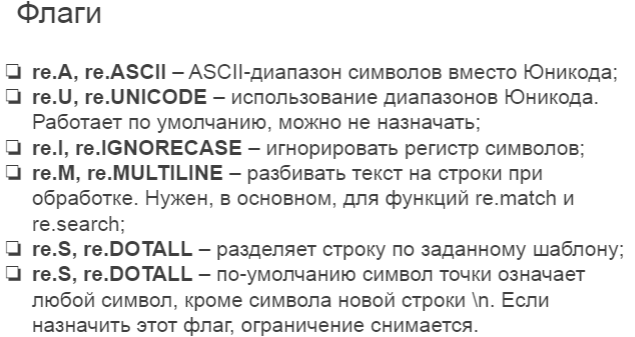 Флаги
❏ re.A, re.ASCII – ASCII-диапазон символов вместо Юникода;
❏ re.U, re.UNICODE – использование диапазонов Юникода.
Работает по умолчанию, можно не назначать;
❏ re.I, re.IGNORECASE – игнорировать регистр символов;
❏ re.M, re.MULTILINE – разбивать текст на строки при
обработке. Нужен, в основном, для функций re.match и
re.search;
❏ re.S, re.DOTALL – разделяет строку по заданному шаблону;
❏ re.S, re.DOTALL – по-умолчанию символ точки означает
любой символ, кроме символа новой строки \n. Если
назначить этот флаг, ограничение снимается.